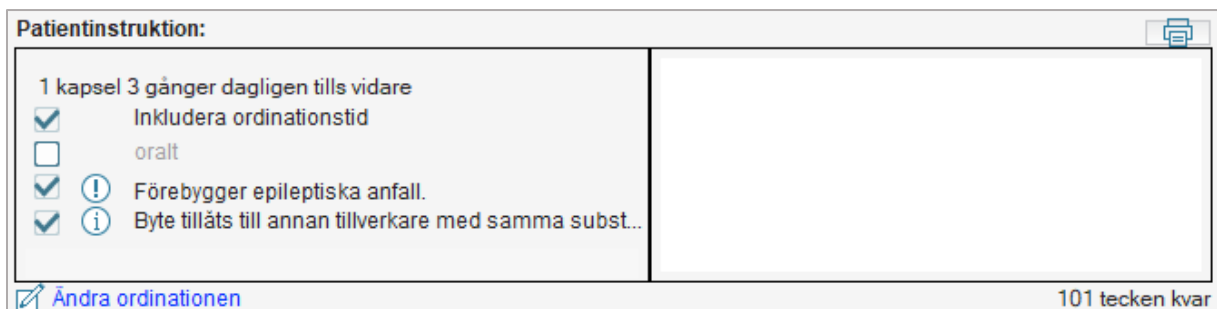 Patientinstruktion:
1 kapsel 3 gånger dagligen tills vidare
Inkludera ordinationstid
oralt
Förebygger epileptiska anfall.
Byte tillåts till annan tillverkare med samma subst...
Ändra ordinationen
101 tecken kvar